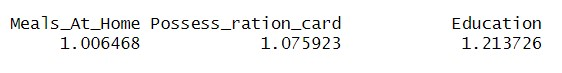 Meals_At_Home Possess_ration_card Education
1.006468 1.075923 1.213726